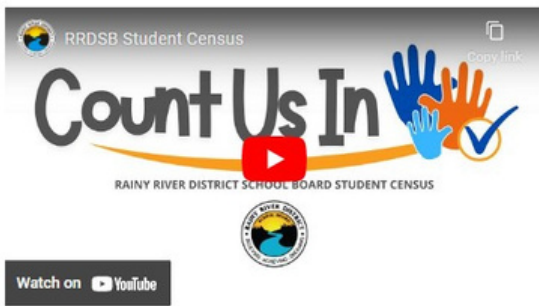 RRDSB Student Census
Copy link
Count Us In
RAINY RIVER DISTRICT SCHOOL BOARD STUDENT CENSUS
RAINY RIVER DISTRICT
Watch on YouTube